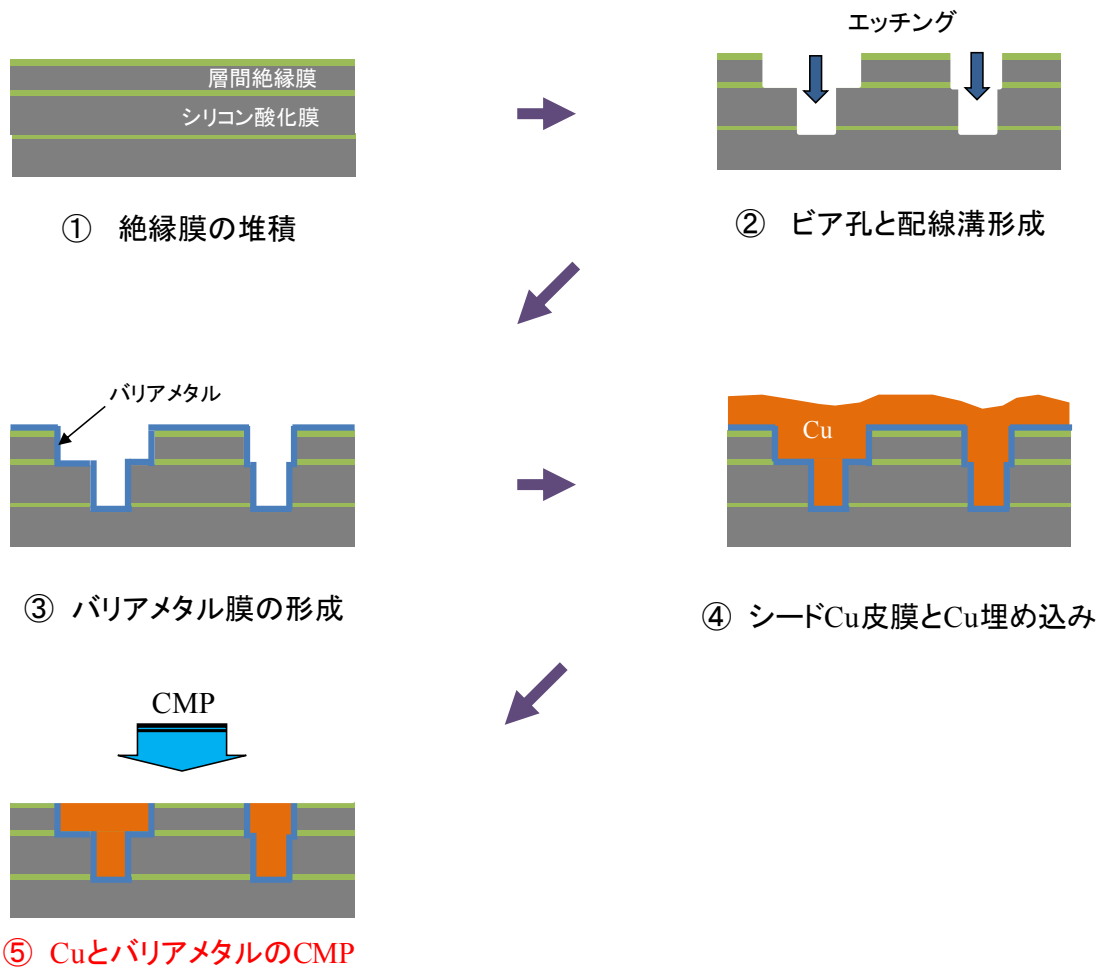 エッチング
層間絶縁膜
シリコン酸化膜
① 絶縁膜の堆積
② ビア孔と配線溝形成
バリアメタル
Cu
③ バリアメタル膜の形成
④ シードCu皮膜とCu埋め込み
CMP
⑤ CuとバリアメタルのCMP